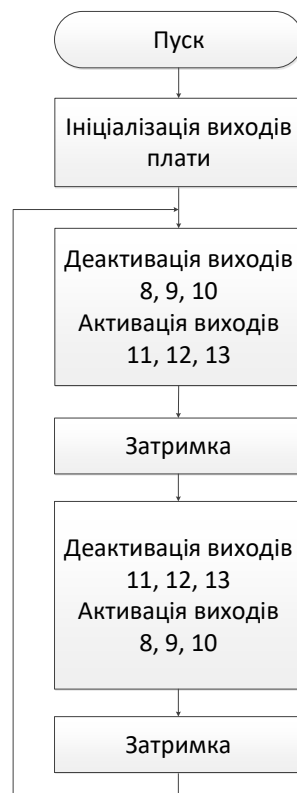 Пуск
Ініціалізація виходів
плати
Деактивація виходів
8, 9, 10
Активація виходів
11, 12, 13
Затримка
Деактивація виходів
11, 12, 13
Активація виходів
8, 9, 10
Затримка